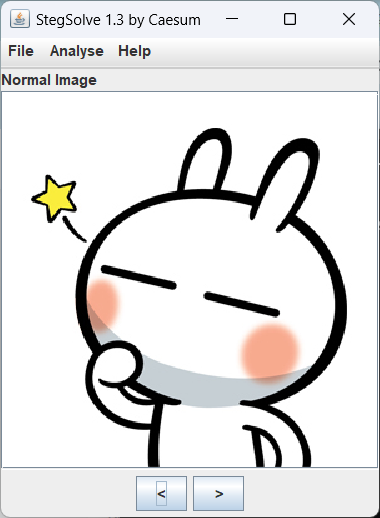 StegSolve 1.3 by Caesum
File Analyse Help
Normal Image
< >